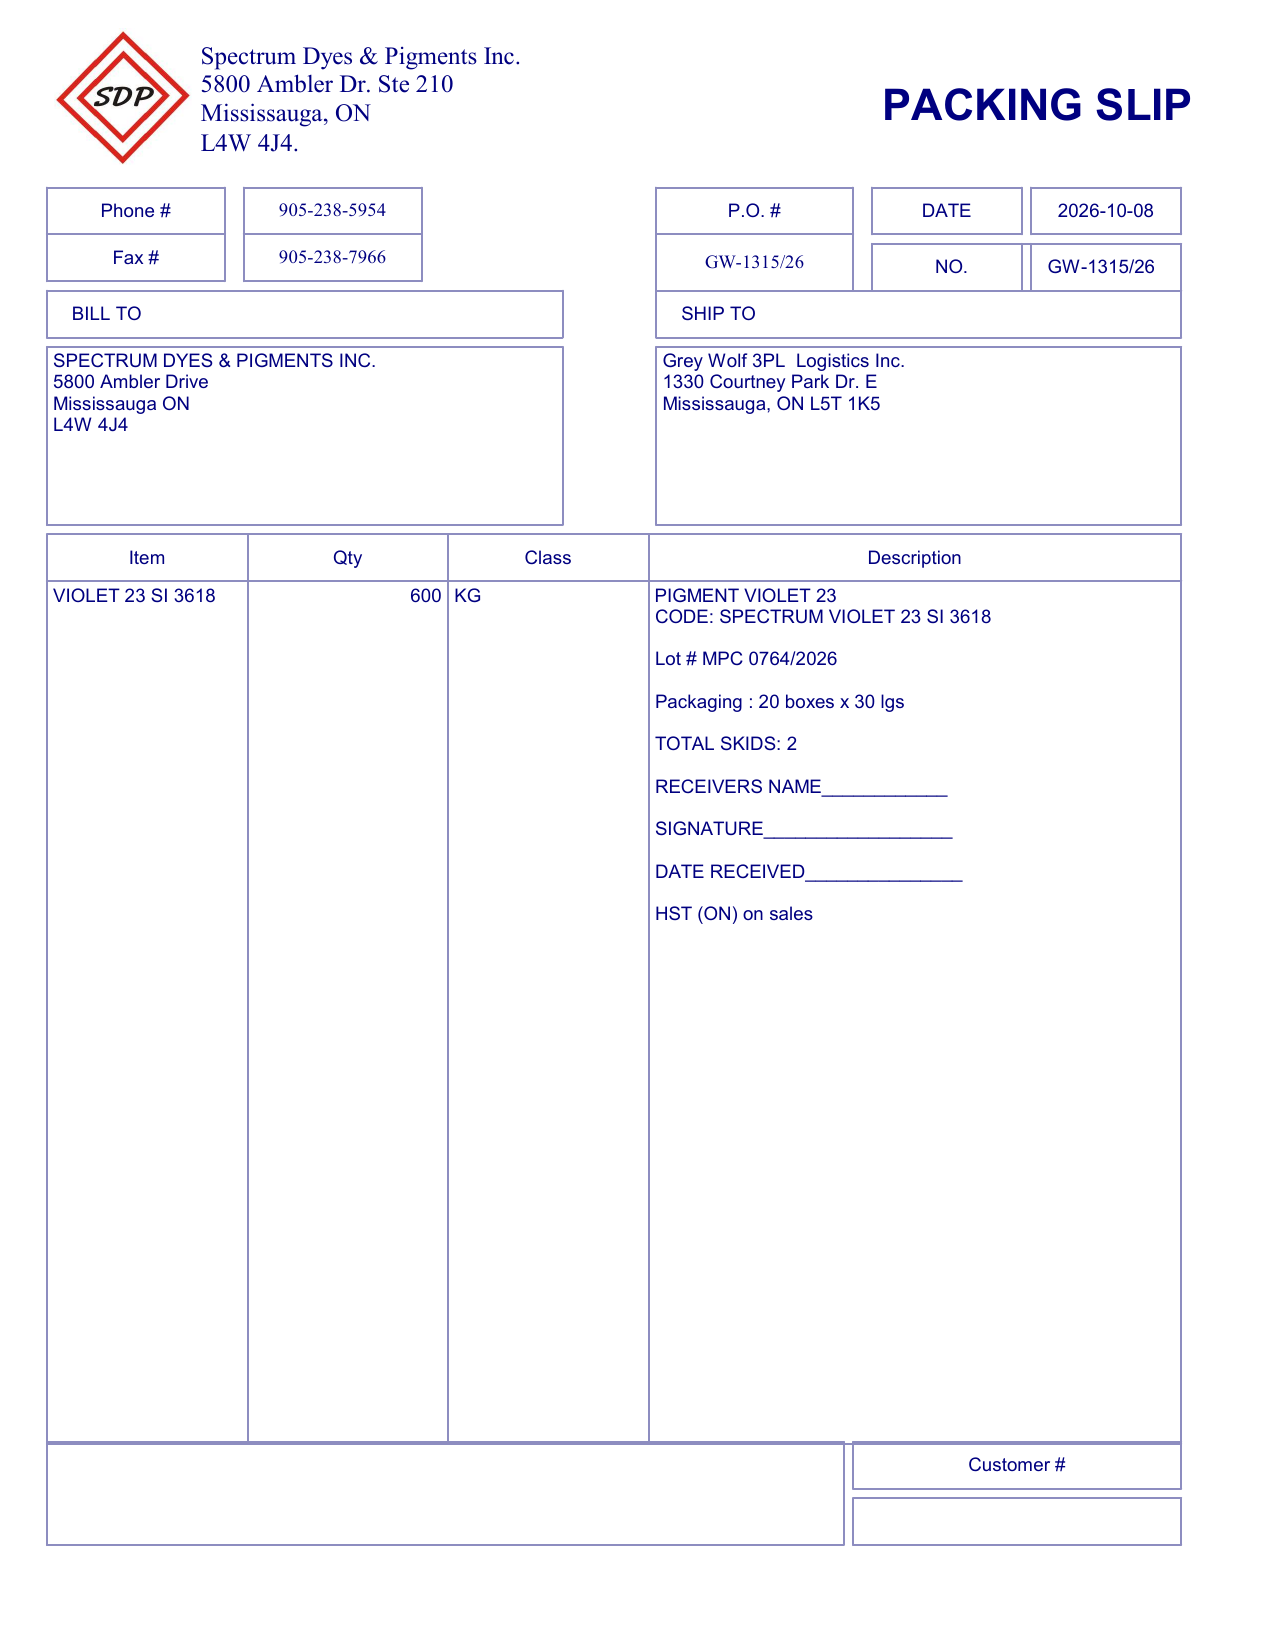 SDP
Spectrum Dyes & Pigments Inc.
5800 Ambler Dr. Ste 210
Mississauga, ON
L4W 4J4.
PACKING SLIP
Phone # 905-238-5954
Fax # 905-238-7966
P.O. #
GW-1315/26
DATE 2026-10-08
NO. GW-1315/26
BILL TO
SPECTRUM DYES & PIGMENTS INC.
5800 Ambler Drive
Mississauga ON
L4W 4J4
SHIP TO
Grey Wolf 3PL  Logistics Inc.
1330 Courtney Park Dr. E
Mississauga, ON L5T 1K5
Item Qty Class Description
VIOLET 23 SI 3618 600 KG PIGMENT VIOLET 23
CODE: SPECTRUM VIOLET 23 SI 3618
Lot # MPC 0764/2026
Packaging : 20 boxes x 30 lgs
TOTAL SKIDS: 2
RECEIVERS NAME____________
SIGNATURE__________________
DATE RECEIVED_______________
HST (ON) on sales
Customer #